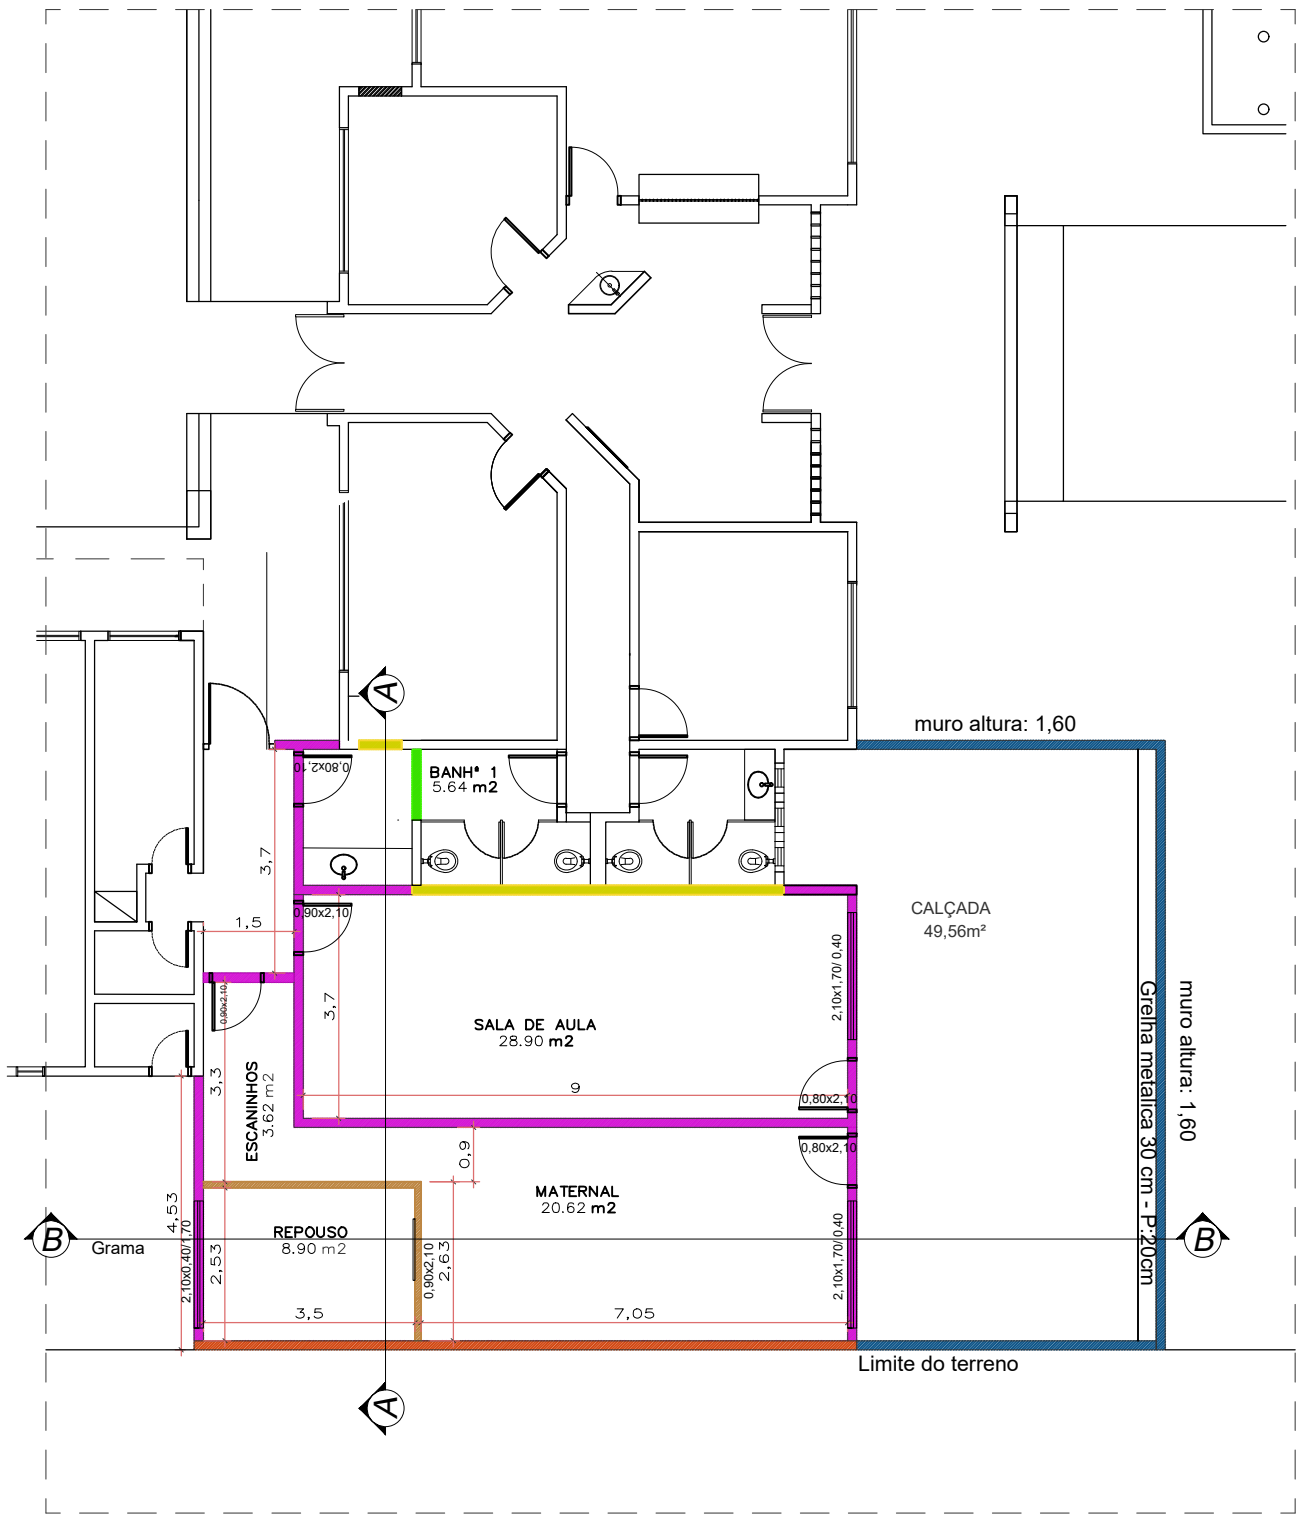 A
muro altura: 1,60
0,80x2,10
BANHº 1
5.64 m2
3,7
1,5
0,90x2,10
CALÇADA
49,56m²
2,10x1,70/ 0,40
0,90x2,10
3,7
SALA DE AULA
28.90 m2
muro altura: 1,60
Grelha metalica 30 cm - P:20cm
3,3
ESCANINHOS
3.62 m2
9
0,80x2,10
0,9
0,80x2,10
MATERNAL
20.62 m2
4,53
B
Grama
2,10x0,40/1,70
2,53
REPOUSO
8.90 m2
0,90x2,10
2,63
2,10x1,70/ 0,40
B
3,5
7,05
Limite do terreno
A